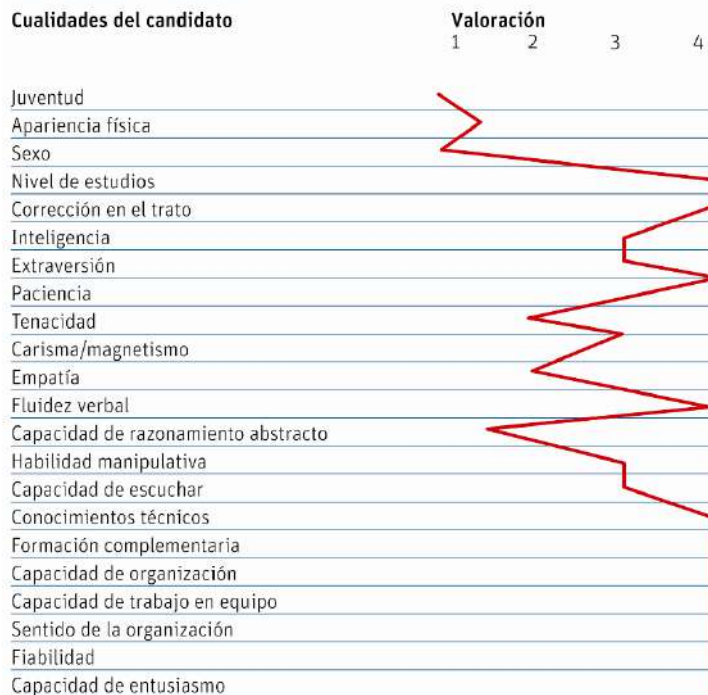 Cualidades del candidato Valoración
1 2 3 4
Juventud
Apariencia física
Sexo
Nivel de estudios
Corrección en el trato
Inteligencia
Extraversión
Paciencia
Tenacidad
Carisma/magnetismo
Empatía
Fluidez verbal
Capacidad de razonamiento abstracto
Habilidad manipulativa
Capacidad de escuchar
Conocimientos técnicos
Formación complementaria
Capacidad de organización
Capacidad de trabajo en equipo
Sentido de la organización
Fiabilidad
Capacidad de entusiasmo